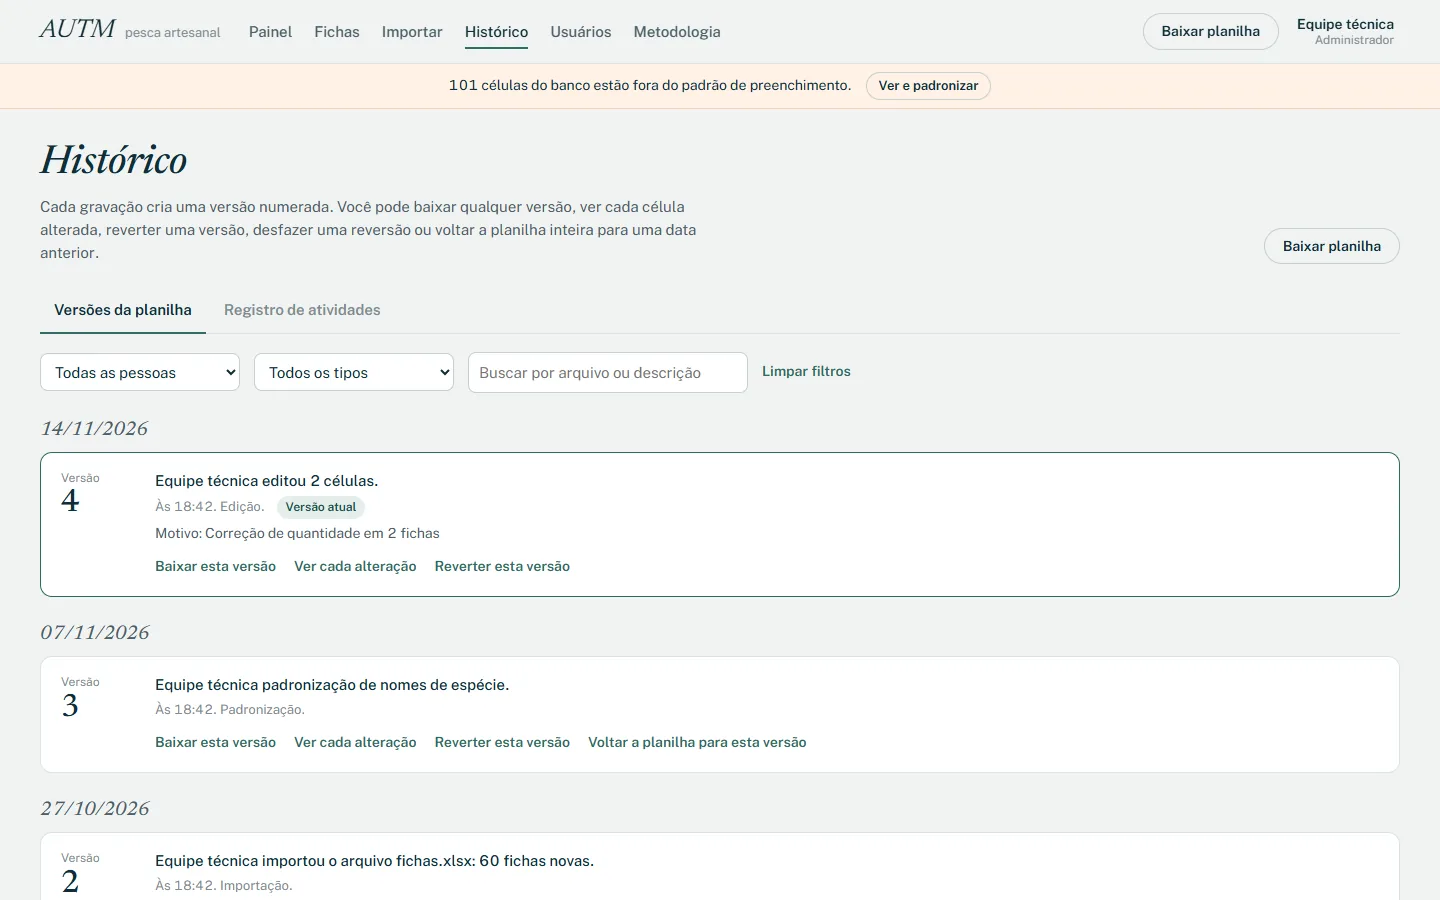 AUTM pesca artesanal Painel Fichas Importar Histórico Usuários Metodologia Baixar planilha Equipe técnica
Administrador
101 células do banco estão fora do padrão de preenchimento. Ver e padronizar
Histórico
Cada gravação cria uma versão numerada. Você pode baixar qualquer versão, ver cada célula
alterada, reverter uma versão, desfazer uma reversão ou voltar a planilha inteira para uma data
anterior.
Baixar planilha
Versões da planilha Registro de atividades
Todas as pessoas Todos os tipos Buscar por arquivo ou descrição Limpar filtros
14/11/2026
Versão
4
Equipe técnica editou 2 células.
Às 18:42. Edição. Versão atual
Motivo: Correção de quantidade em 2 fichas
Baixar esta versão Ver cada alteração Reverter esta versão
07/11/2026
Versão
3
Equipe técnica padronização de nomes de espécie.
Às 18:42. Padronização.
Baixar esta versão Ver cada alteração Reverter esta versão Voltar a planilha para esta versão
27/10/2026
Versão
2
Equipe técnica importou o arquivo fichas.xlsx: 60 fichas novas.
Às 18:42. Importação.